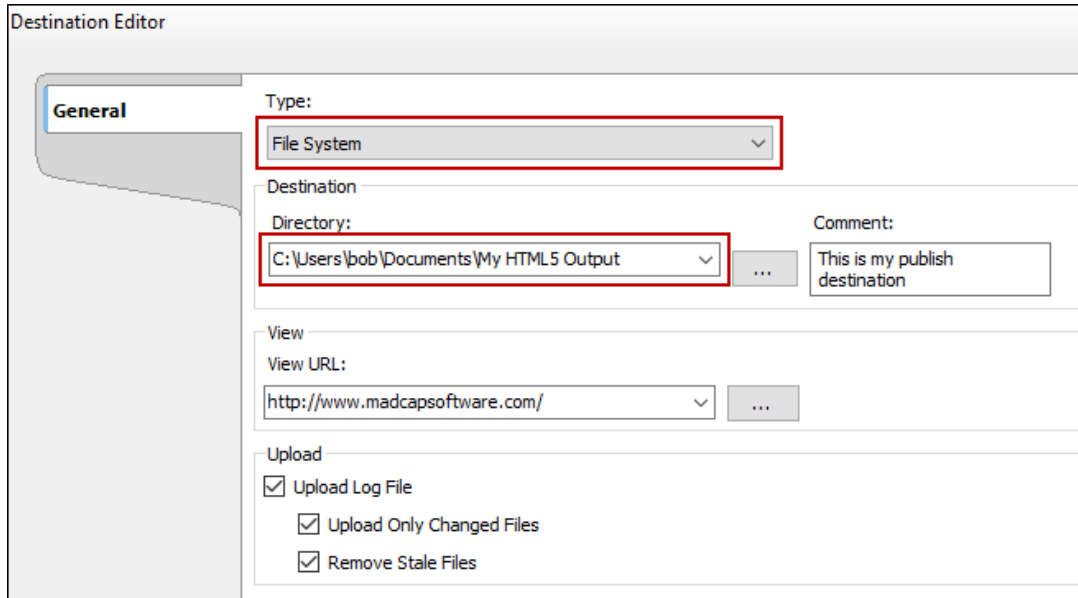 Destination Editor
General
Type:
File System
Destination
Directory:
Comment:
C:\Users\bob\Documents\My HTML5 Output
...
This is my publish
destination
View
View URL:
http://www.madcapsoftware.com/
...
Upload
Upload Log File
Upload Only Changed Files
Remove Stale Files